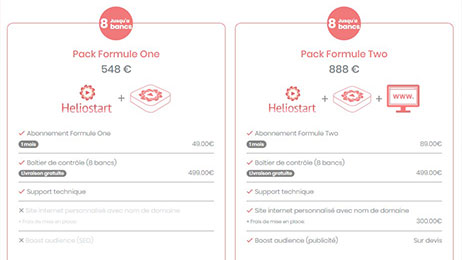 8 Jusqu'à bancs
Pack Formule One
548 €
Heliostart
+
Abonnement Formule One
1 mois
49.00€
Boitier de contrôle (8 bancs)
Livraison gratuite
499.00€
Support technique
Site internet personnalisé avec nom de domaine
+ Frais de mise en place
Boost audience (SEO)
8 Jusqu'à bancs
Pack Formule Two
888 €
Heliostart
+
+
www.
Abonnement Formule Two
1 mois
89.00€
Boitier de contrôle (8 bancs)
Livraison gratuite
499.00€
Support technique
Site internet personnalisé avec nom de domaine
+ Frais de mise en place
300.00€
Boost audience (publicité)
Sur devis